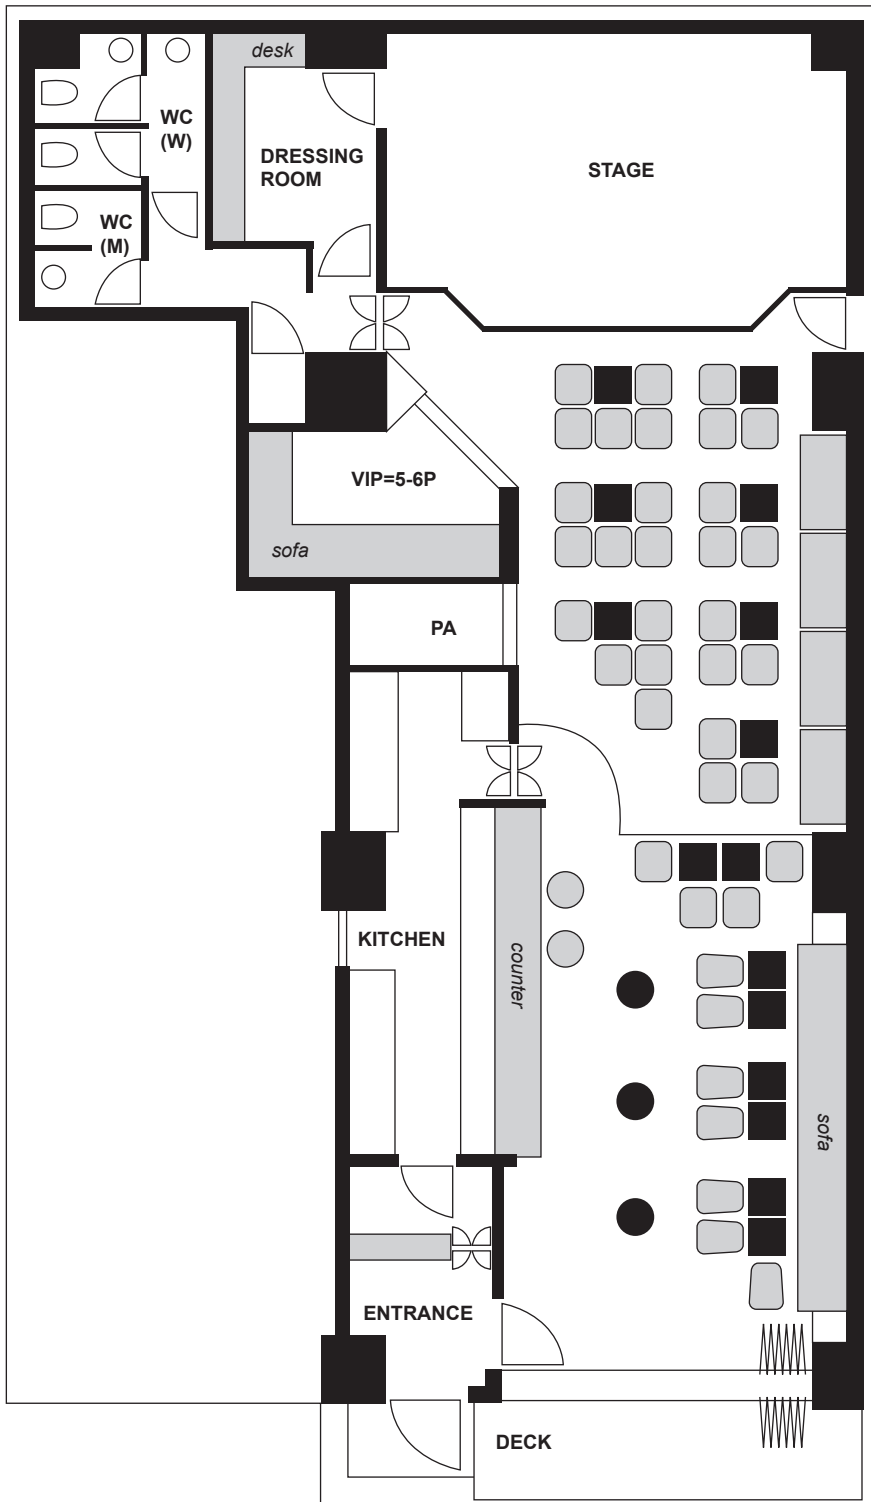 desk
WC
(W)
DRESSING
ROOM
STAGE
WC
(M)
VIP=5-6P
sofa
PA
KITCHEN
counter
sofa
ENTRANCE
DECK